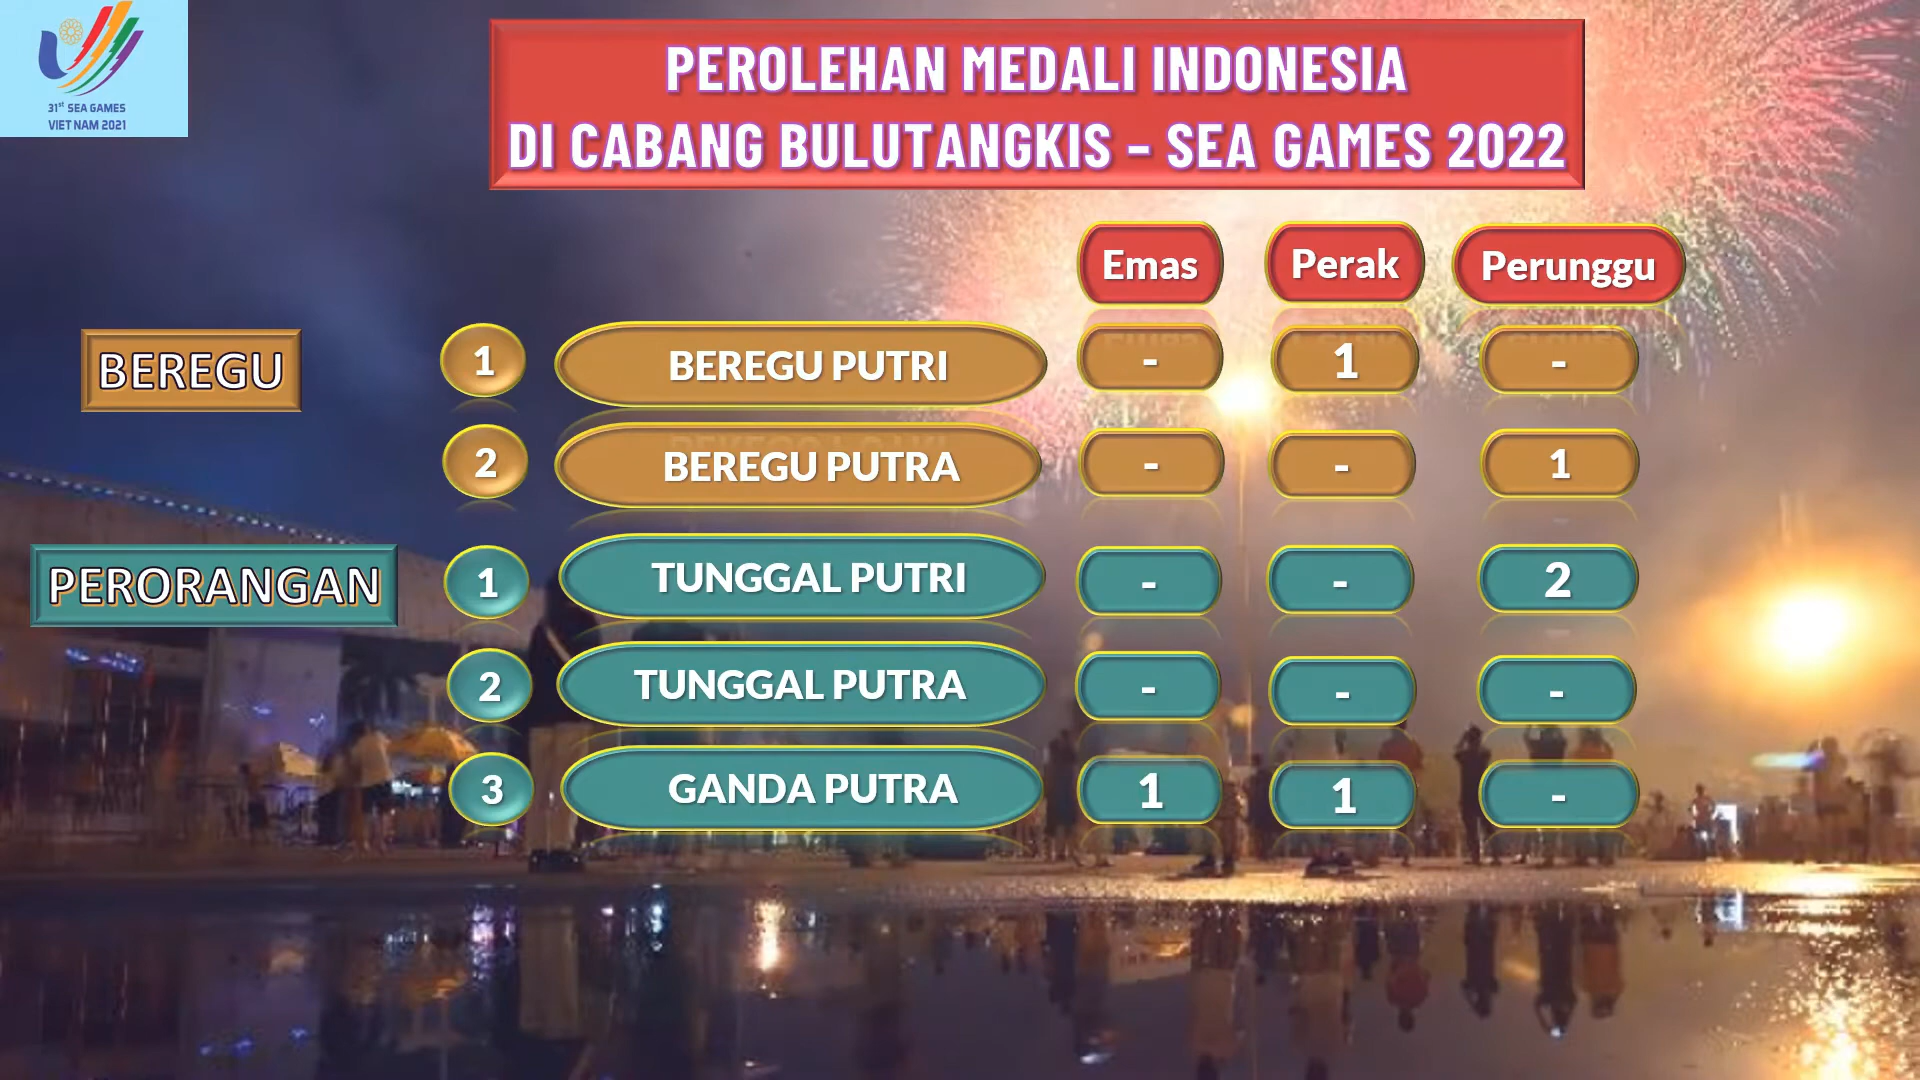 31st SEA GAMES
VIET NAM 2021
PEROLEHAN MEDALI INDONESIA
DI CABANG BULUTANGKIS – SEA GAMES 2022
Emas Perak Perunggu
BEREGU 1 BEREGU PUTRI - 1 -
2 BEREGU PUTRA - - 1
PERORANGAN 1 TUNGGAL PUTRI - - 2
2 TUNGGAL PUTRA - - -
3 GANDA PUTRA 1 1 -